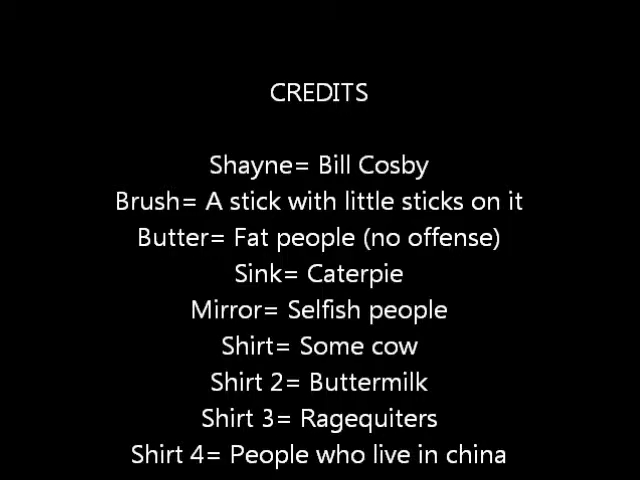 CREDITS
Shayne= Bill Cosby
Brush= A stick with little sticks on it
Butter= Fat people (no offense)
Sink= Caterpie
Mirror= Selfish people
Shirt= Some cow
Shirt 2= Buttermilk
Shirt 3= Ragequiters
Shirt 4= People who live in china